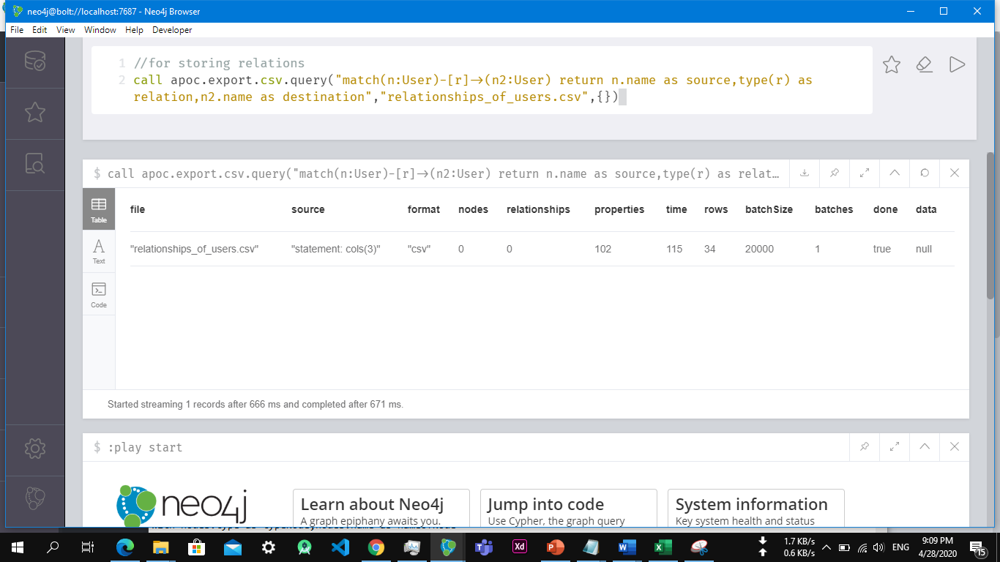 neo4j@bolt://localhost:7687 - Neo4j Browser
File Edit View Window Help Developer
1 //for storing relations
2 call apoc.export.csv.query("match(n:User)-[r]->(n2:User) return n.name as source,type(r) as
relation,n2.name as destination","relationships_of_users.csv",{})
$ call apoc.export.csv.query("match(n:User)-[r]->(n2:User) return n.name as source,type(r) as relat…
Table
file source format nodes relationships properties time rows batchSize batches done data
"relationships_of_users.csv" "statement: cols(3)" "csv" 0 0 102 115 34 20000 1 true null
Text
Code
Started streaming 1 records after 666 ms and completed after 671 ms.
$ :play start
neo4j
Learn about Neo4j Jump into code System information
A graph epiphany awaits you. Use Cypher, the graph query Key system health and status
1.7 KB/s
0.6 KB/s
ENG
9:09 PM
4/28/2020
15
Xd